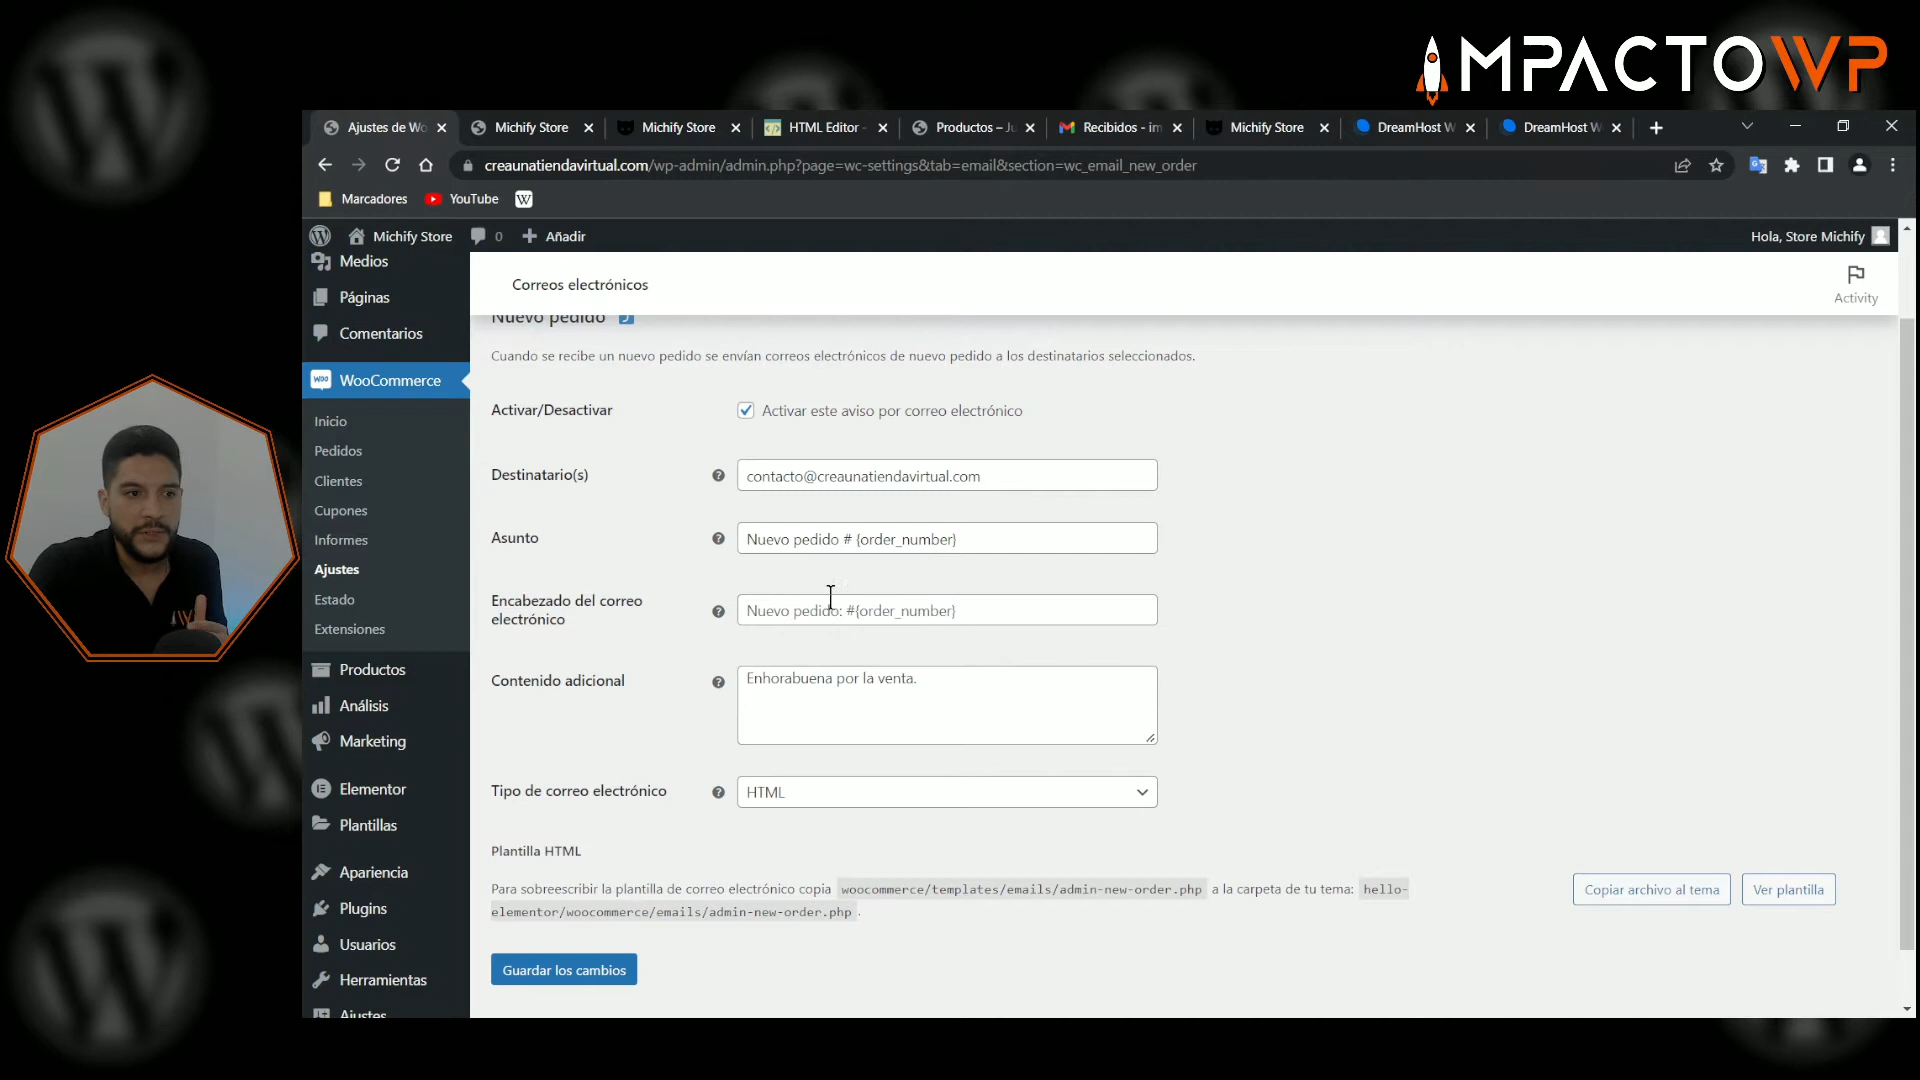 MPACTOWP
Ajustes de Wo
Michify Store
Michify Store
HTML Editor -
Productos – Ju
Recibidos - im
Michify Store
DreamHost W
DreamHost W
creaunatiendavirtual.com/wp-admin/admin.php?page=wc-settings&tab=email&section=wc_email_new_order
Marcadores
YouTube
Michify Store
0
Añadir
Hola, Store Michify
Medios
Páginas
Comentarios
WooCommerce
Inicio
Pedidos
Clientes
Cupones
Informes
Ajustes
Estado
Extensiones
Productos
Análisis
Marketing
Elementor
Plantillas
Apariencia
Plugins
Usuarios
Herramientas
Ajustes
Correos electrónicos
Activity
Nuevo pedido
Cuando se recibe un nuevo pedido se envían correos electrónicos de nuevo pedido a los destinatarios seleccionados.
Activar/Desactivar
Activar este aviso por correo electrónico
Destinatario(s)
contacto@creaunatiendavirtual.com
Asunto
Nuevo pedido # {order_number}
Encabezado del correo
electrónico
Nuevo pedido: #{order_number}
Contenido adicional
Enhorabuena por la venta.
Tipo de correo electrónico
HTML
Plantilla HTML
Para sobreescribir la plantilla de correo electrónico copia woocommerce/templates/emails/admin-new-order.php a la carpeta de tu tema: hello-
elementor/woocommerce/emails/admin-new-order.php .
Copiar archivo al tema
Ver plantilla
Guardar los cambios